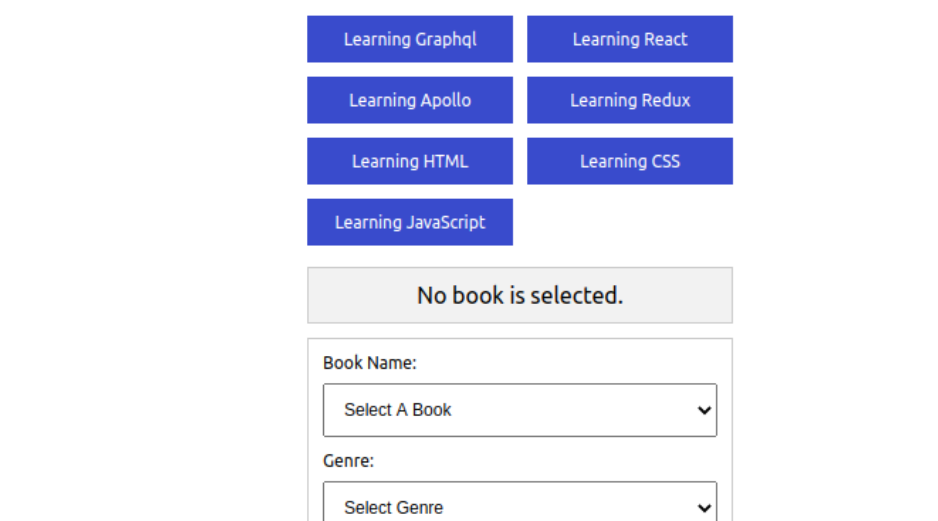 Learning Graphql
Learning React
Learning Apollo
Learning Redux
Learning HTML
Learning CSS
Learning JavaScript
No book is selected.
Book Name:
Select A Book
Genre:
Select Genre